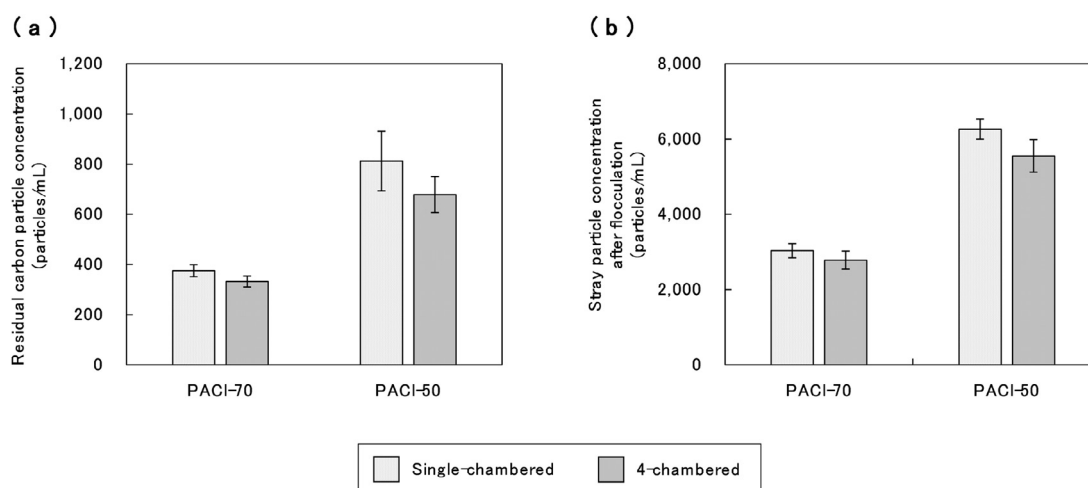 (a)
Residual carbon particle concentration
(particles/mL)
1,200
1,000
800
600
400
200
0
PACl-70
PACl-50
(b)
Stray particle concentration
after flocculation
(particles/mL)
8,000
6,000
4,000
2,000
0
PACl-70
PACl-50
Single-chambered
4-chambered